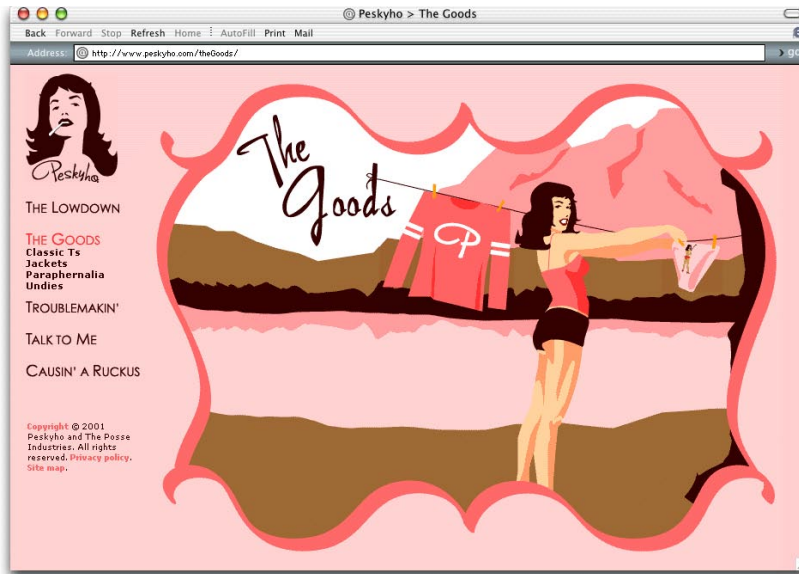 Peskyho > The Goods
Back Forward Stop Refresh Home AutoFill Print Mail
Address: http://www.peskyho.com/theGoods/ › go
Peskyho
The Lowdown
The Goods
Classic Ts
Jackets
Paraphernalia
Undies
Troublemakin'
Talk to Me
Causin' a Ruckus
Copyright © 2001
Peskyho and The Posse
Industries. All rights
reserved. Privacy policy.
Site map.
The
Goods
P